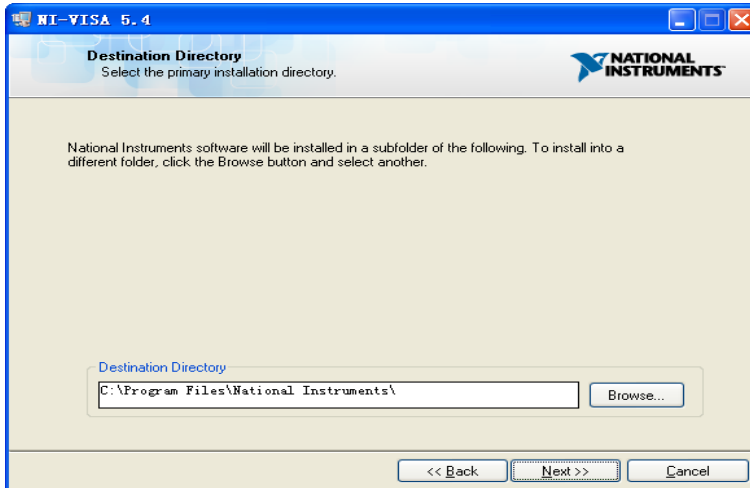 NI-VISA 5.4
Destination Directory
Select the primary installation directory.
NATIONAL
INSTRUMENTS™
National Instruments software will be installed in a subfolder of the following. To install into a
different folder, click the Browse button and select another.
Destination Directory
C:\Program Files\National Instruments\
Browse...
<< Back
Next >>
Cancel